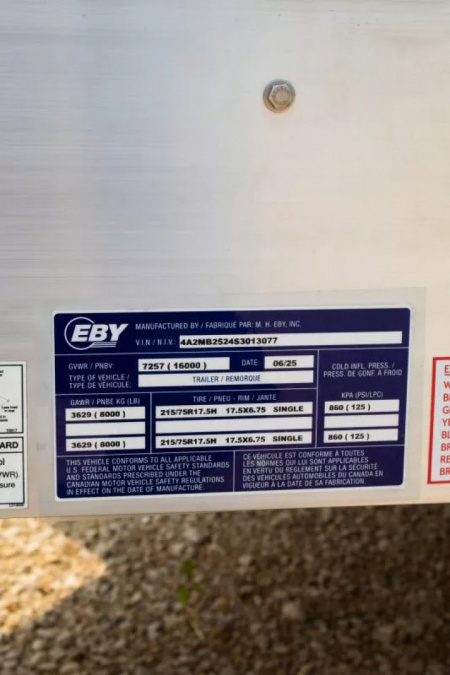 EBY
MANUFACTURED BY / FABRIQUÉ PAR: M. H. EBY, INC.
V.I.N / N.I.V.: 4A2MB2S24S3013077
GVWR / PNBV: 7257 ( 16000 ) DATE: 06/25
TYPE OF VEHICLE /
TYPE DE VÉHICULE: TRAILER / REMORQUE
COLD INFL. PRESS. /
PRESS. DE GONF. À FROID
GAWR / PNBE KG (LB) TIRE / PNEU - RIM / JANTE KPA (PSI/LPC)
3629 ( 8000 ) 215/75R17.5H 17.5X6.75 SINGLE 860 ( 125 )
3629 ( 8000 ) 215/75R17.5H 17.5X6.75 SINGLE 860 ( 125 )
THIS VEHICLE CONFORMS TO ALL APPLICABLE
U.S. FEDERAL MOTOR VEHICLE SAFETY STANDARDS
AND STANDARDS PRESCRIBED UNDER THE
CANADIAN MOTOR VEHICLE SAFETY REGULATIONS
IN EFFECT ON THE DATE OF MANUFACTURE.
CE VÉHICULE EST CONFORME À TOUTES
LES NORMES QUI LUI SONT APPLICABLES
EN VERTU DU RÈGLEMENT SUR LA SÉCURITÉ
DES VÉHICULES AUTOMOBILES DU CANADA EN
VIGUEUR À LA DATE DE SA FABRICATION.